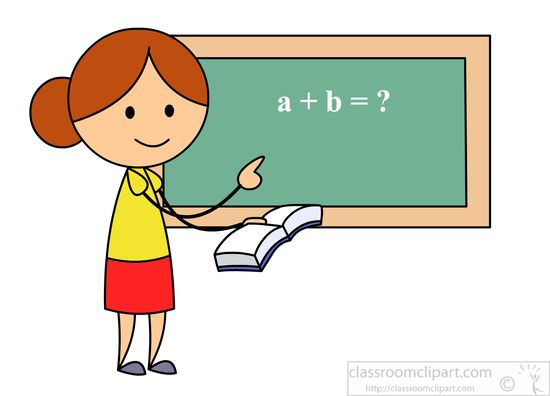 a + b = ?
classroomclipart.com
http://classroomclipart.com